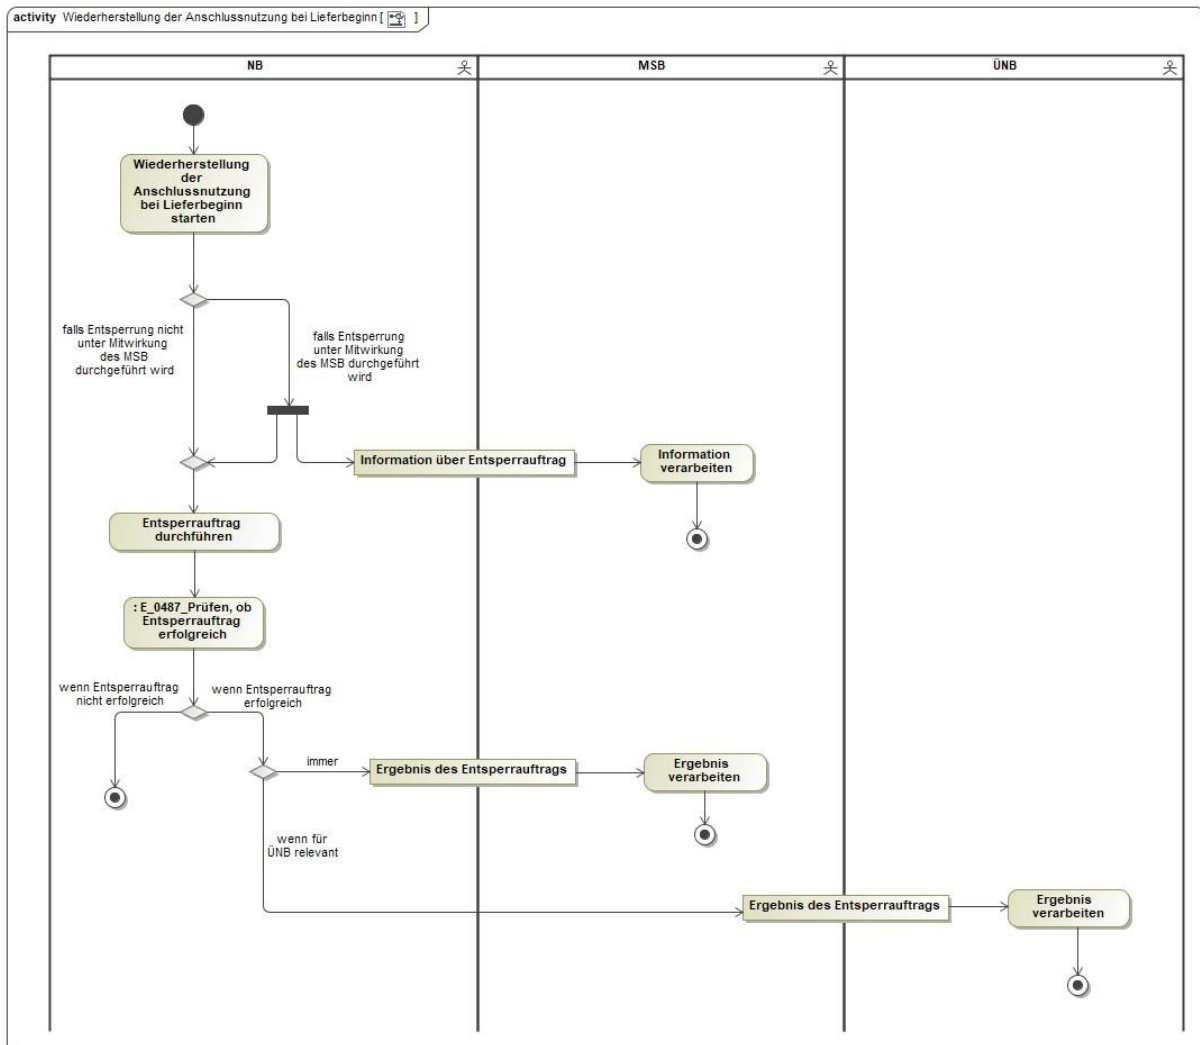 activity Wiederherstellung der Anschlussnutzung bei Lieferbeginn [ ]
NB
MSB
ÜNB
Wiederherstellung
der
Anschlussnutzung
bei Lieferbeginn
starten
falls Entsperrung nicht
unter Mitwirkung
des MSB
durchgeführt wird
falls Entsperrung
unter Mitwirkung
des MSB durchgeführt
wird
Information über Entsperrauftrag
Information
verarbeiten
Entsperrauftrag
durchführen
: E_0487_Prüfen, ob
Entsperrauftrag
erfolgreich
wenn Entsperrauftrag
nicht erfolgreich
wenn Entsperrauftrag
erfolgreich
immer
Ergebnis des Entsperrauftrags
Ergebnis
verarbeiten
wenn für
ÜNB relevant
Ergebnis des Entsperrauftrags
Ergebnis
verarbeiten